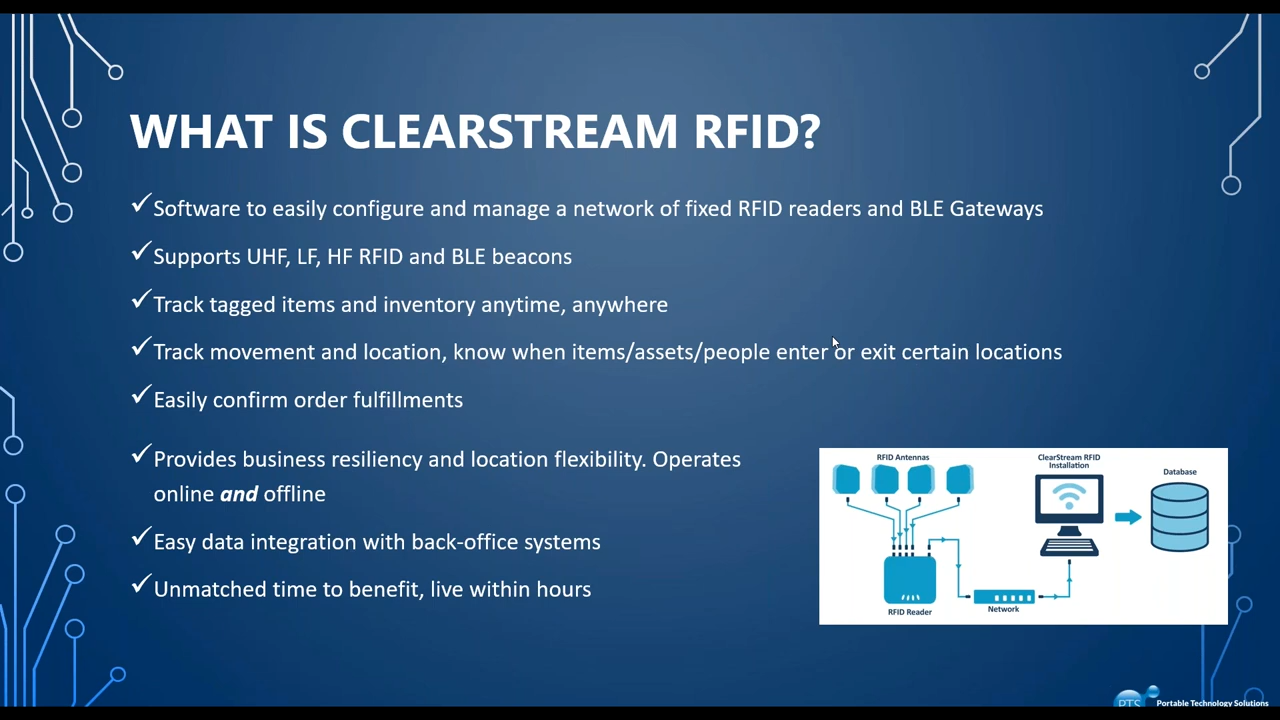 WHAT IS CLEARSTREAM RFID?
✓Software to easily configure and manage a network of fixed RFID readers and BLE Gateways
✓Supports UHF, LF, HF RFID and BLE beacons
✓Track tagged items and inventory anytime, anywhere
✓Track movement and location, know when items/assets/people enter or exit certain locations
✓Easily confirm order fulfillments
✓Provides business resiliency and location flexibility. Operates
online and offline
✓Easy data integration with back-office systems
✓Unmatched time to benefit, live within hours
RFID Antennas
ClearStream RFID
Installation
Database
RFID Reader
Network
PTS
Portable Technology Solutions